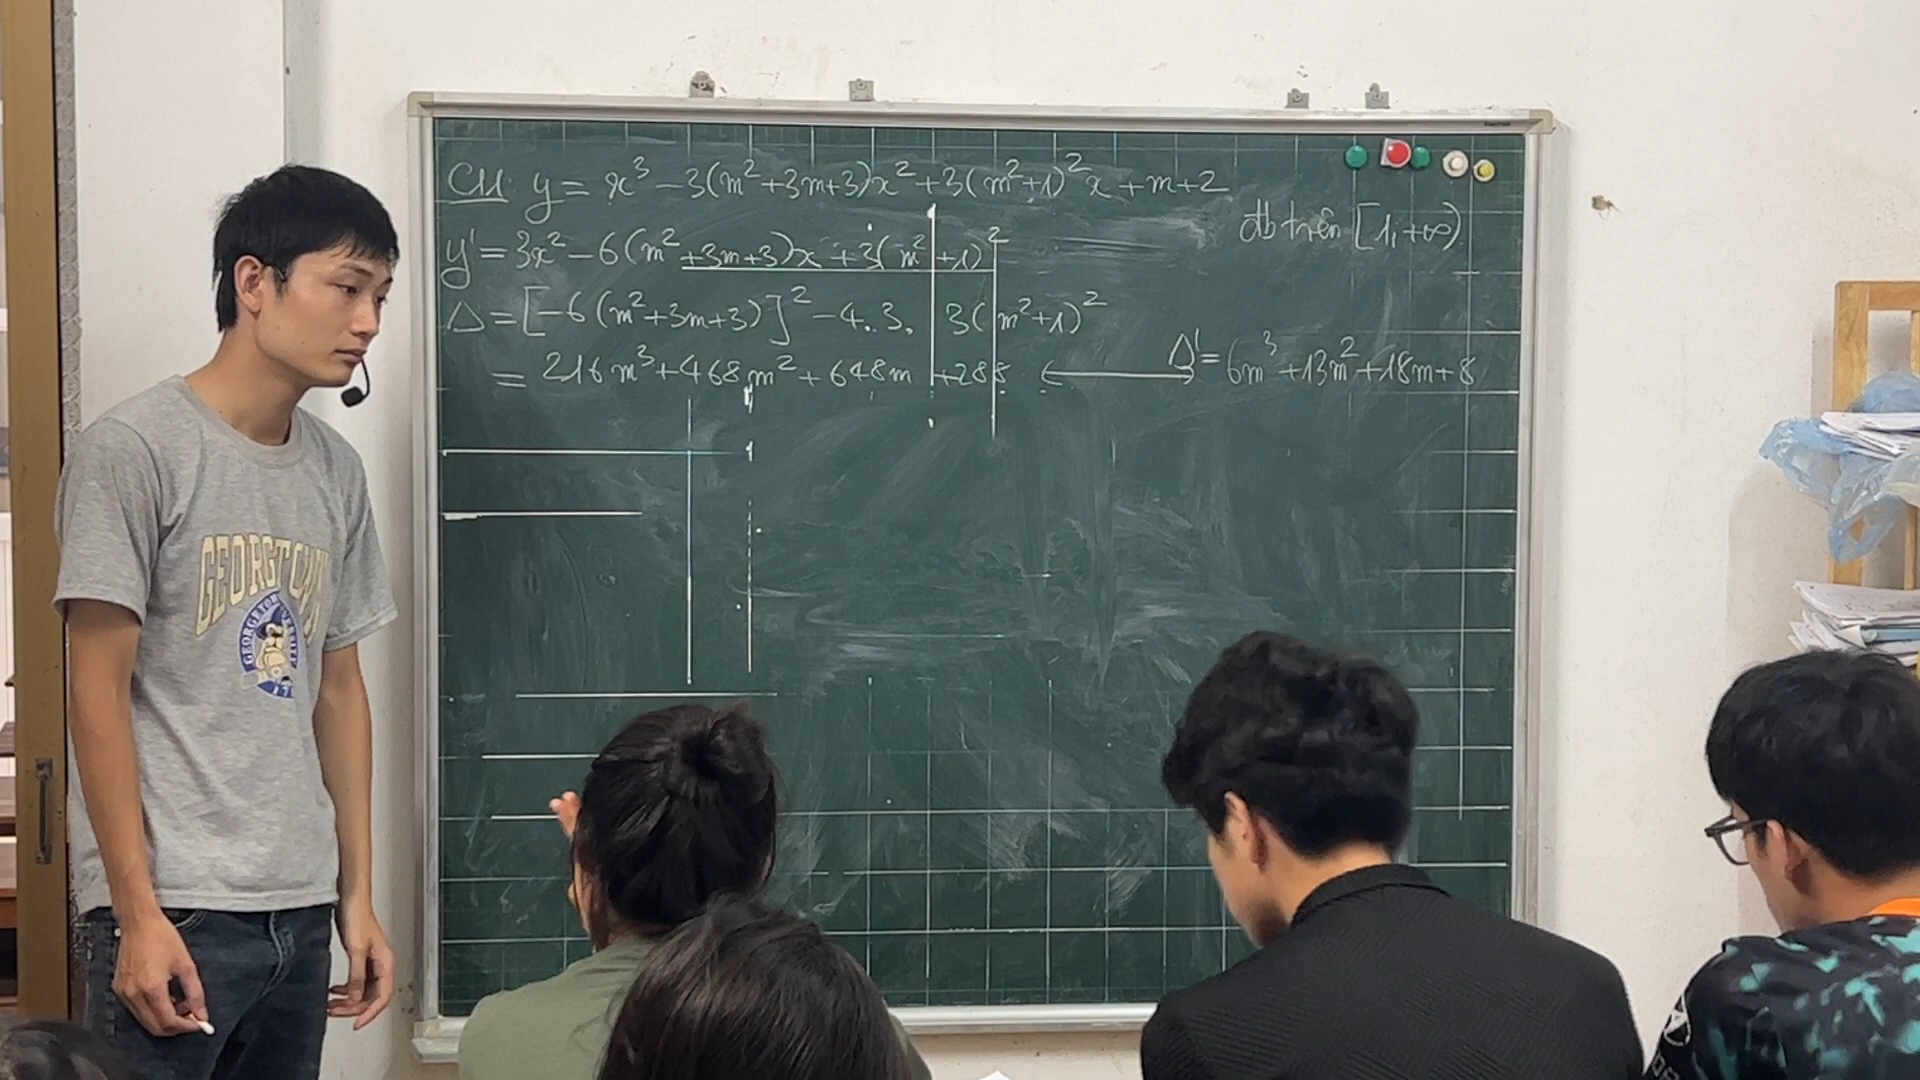 C11: y = x³ − 3(m²+3m+3)x² + 3(m²+1)²x + m+2
đb trên [1, +∞)
y' = 3x² − 6(m²+3m+3)x + 3(m²+1)²
Δ = [−6(m²+3m+3)]² − 4.3. 3(m²+1)²
= 216m³ + 468m² + 648m + 288 ⟷ Δ' = 6m³ + 13m² + 18m + 8
GEORGETOWN